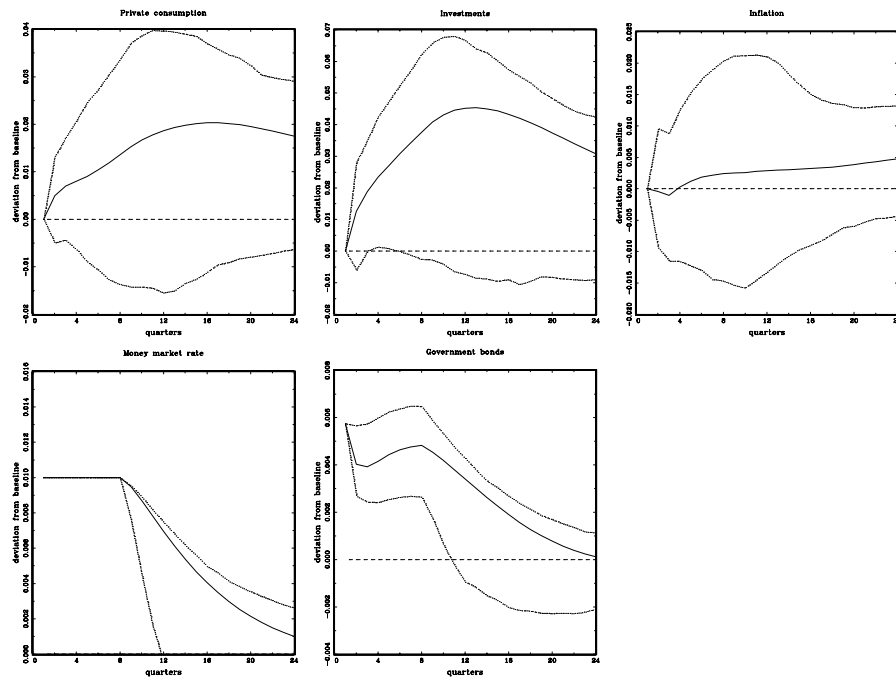 Private consumption
0.04
0.03
0.02
0.01
0.00
−0.01
−0.02
deviation from baseline
0 4 8 12 16 20 24
quarters
Investments
0.07
0.06
0.05
0.04
0.03
0.02
0.01
0.00
−0.01
−0.02
deviation from baseline
0 4 8 12 16 20 24
quarters
Inflation
0.025
0.020
0.015
0.010
0.005
0.000
−0.005
−0.010
−0.015
−0.020
deviation from baseline
0 4 8 12 16 20 24
quarters
Money market rate
0.016
0.014
0.012
0.010
0.008
0.006
0.004
0.002
0.000
deviation from baseline
0 4 8 12 16 20 24
quarters
Government bonds
0.008
0.006
0.004
0.002
0.000
−0.002
−0.004
deviation from baseline
0 4 8 12 16 20 24
quarters